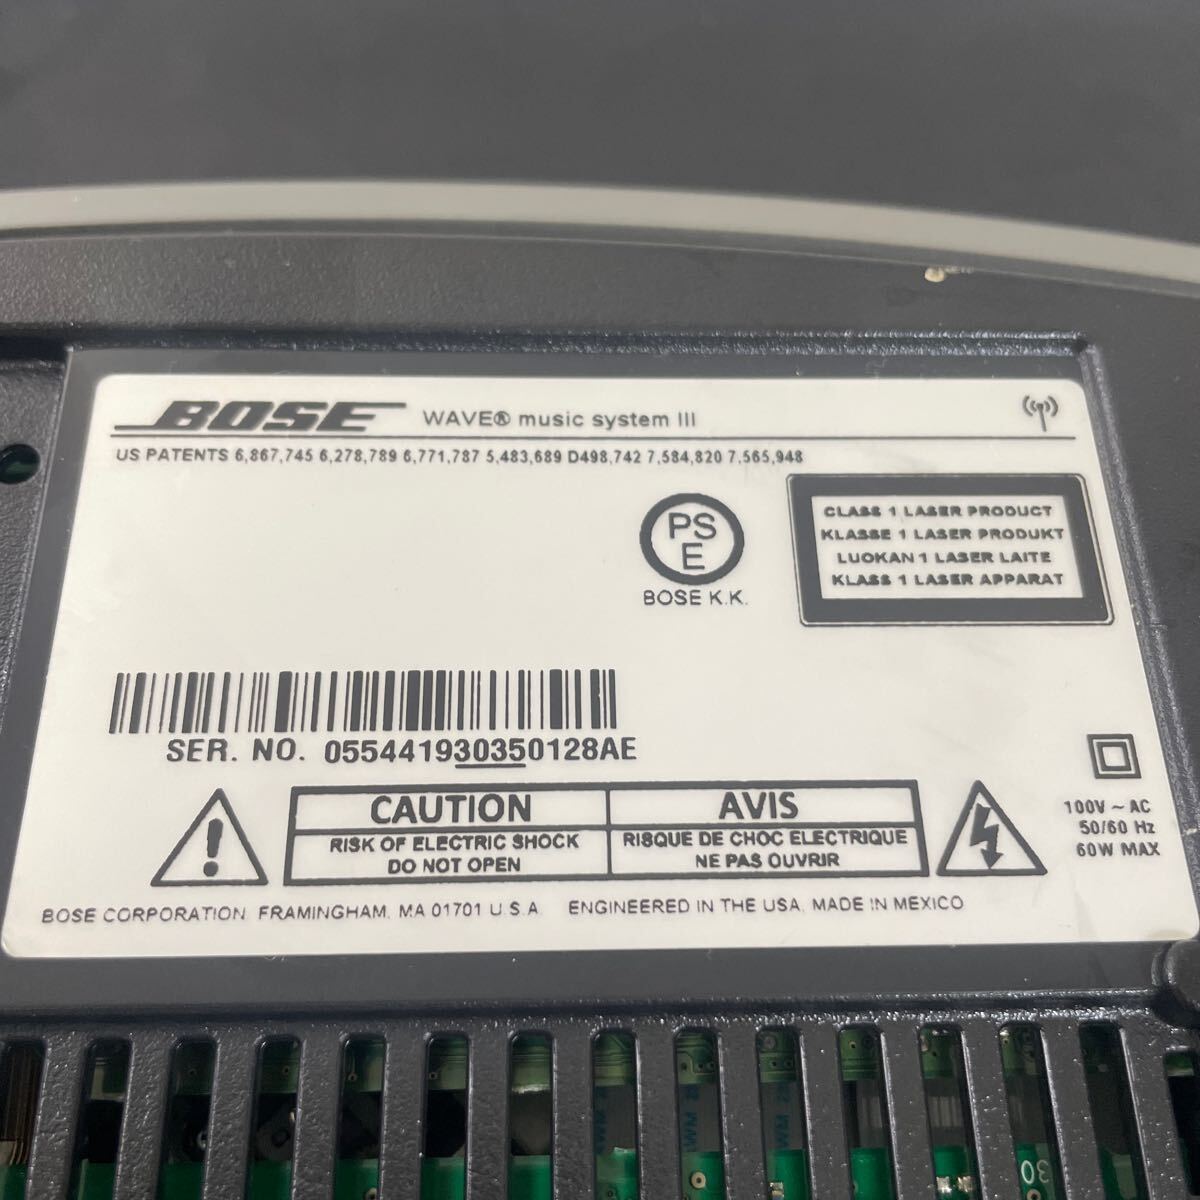 BOSE WAVE® music system III
US PATENTS 6,867,745 6,278,789 6,771,787 5,483,689 D498,742 7,584,820 7,565,948
PS
E
BOSE K.K.
CLASS 1 LASER PRODUCT
KLASSE 1 LASER PRODUKT
LUOKAN 1 LASER LAITE
KLASS 1 LASER APPARAT
SER. NO. 055441930350128AE
CAUTION
RISK OF ELECTRIC SHOCK
DO NOT OPEN
AVIS
RISQUE DE CHOC ELECTRIQUE
NE PAS OUVRIR
100V ~ AC
50/60 Hz
60W MAX
BOSE CORPORATION, FRAMINGHAM, MA 01701 U.S.A. ENGINEERED IN THE USA, MADE IN MEXICO
30